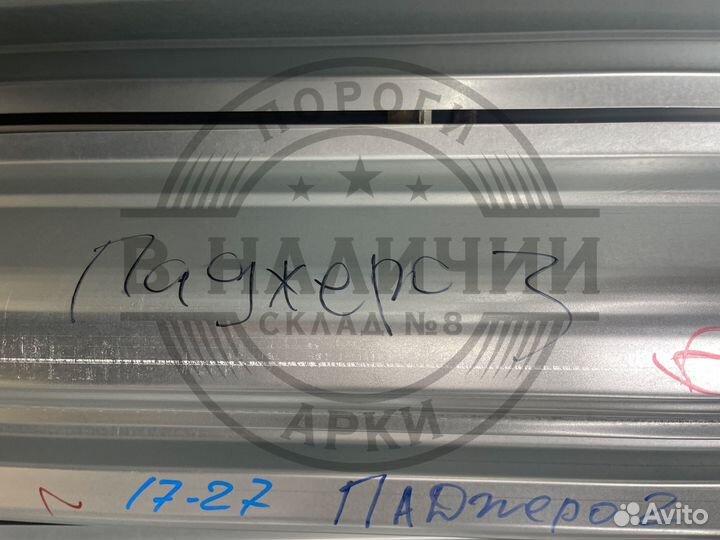 ПОРОГИ
В НАЛИЧИИ
Паджеро 3
СКЛАД №8
АРКИ
17-27 ПАДжеро
Avito